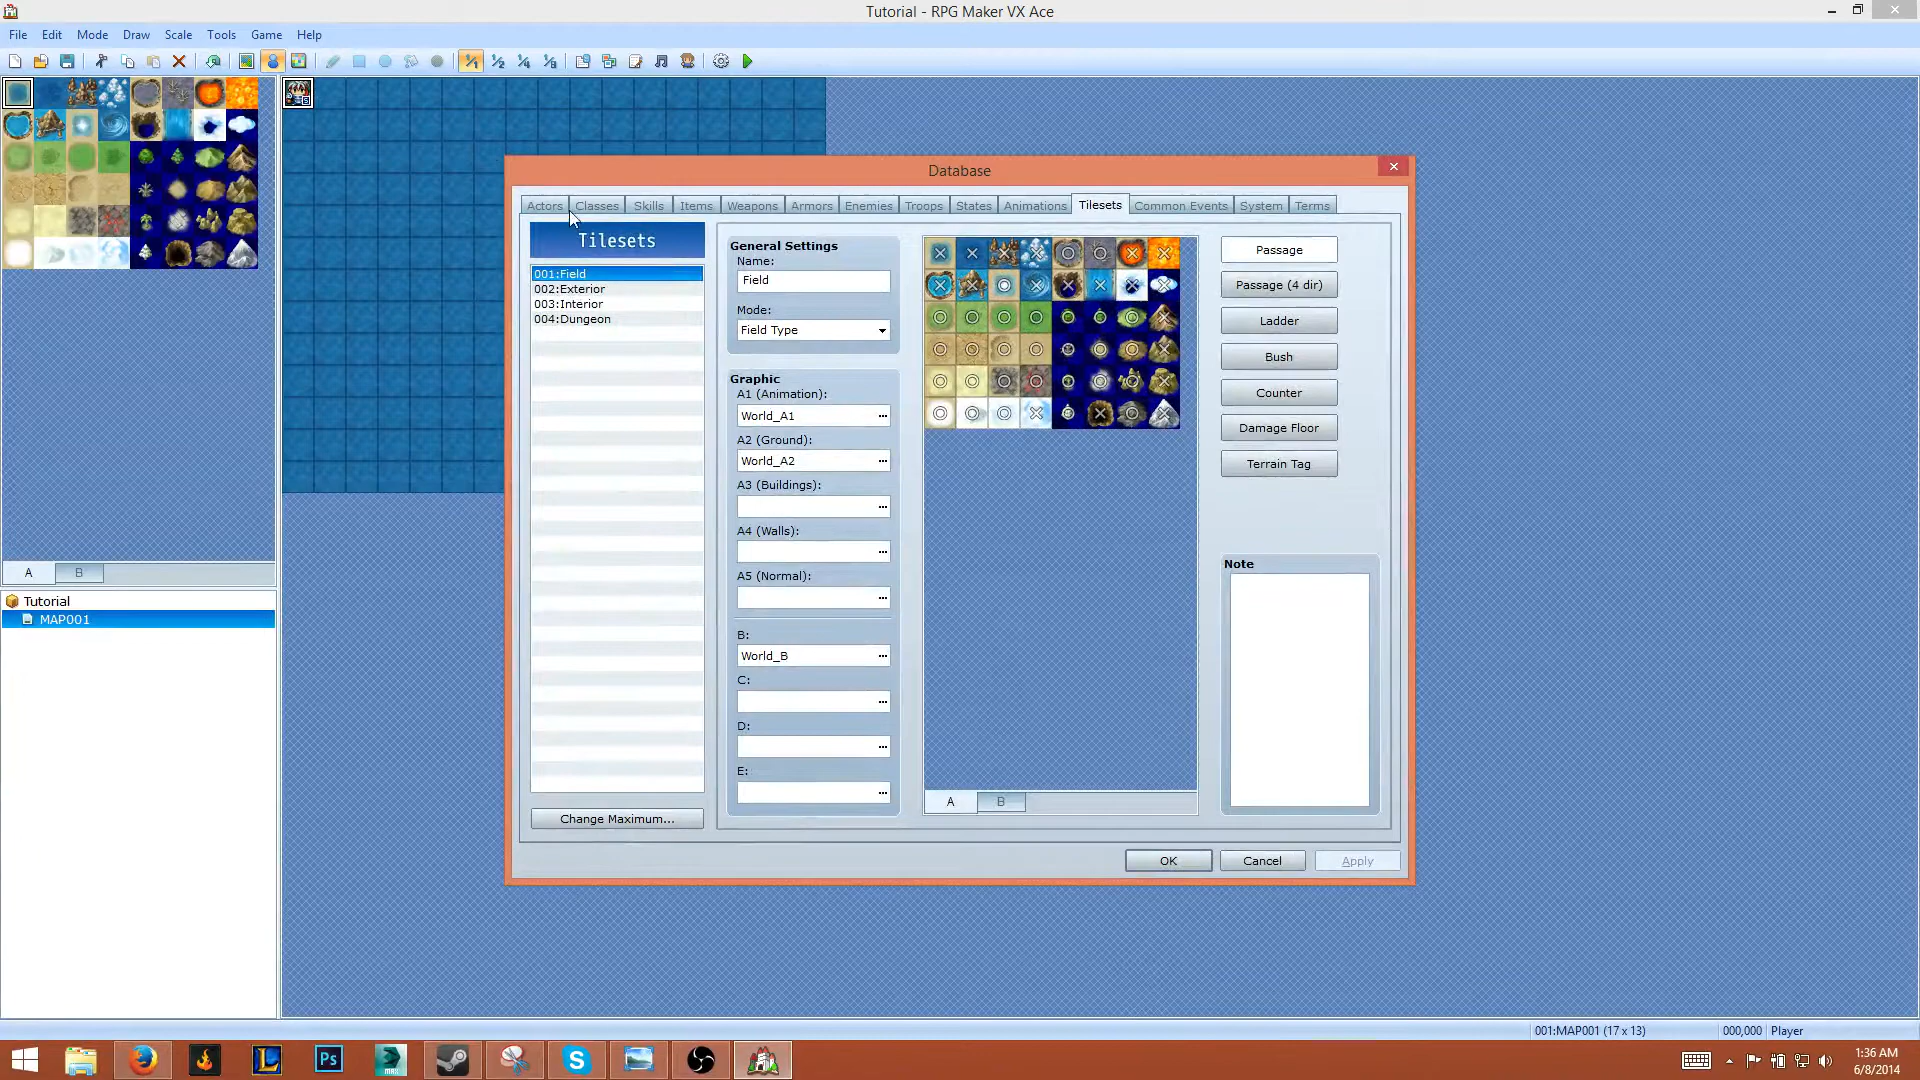 Tutorial - RPG Maker VX Ace
File Edit Mode Draw Scale Tools Game Help
Database
Actors Classes Skills Items Weapons Armors Enemies Troops States Animations Tilesets Common Events System Terms
Tilesets
001:Field
002:Exterior
003:Interior
004:Dungeon
Change Maximum...
General Settings
Name:
Field
Mode:
Field Type
Graphic
A1 (Animation):
World_A1
A2 (Ground):
World_A2
A3 (Buildings):
A4 (Walls):
A5 (Normal):
B:
World_B
C:
D:
E:
A B
Passage
Passage (4 dir)
Ladder
Bush
Counter
Damage Floor
Terrain Tag
Note
OK Cancel Apply
A B
Tutorial
MAP001
001:MAP001 (17 x 13) 000,000 Player
Ps
MAX
S
1:36 AM
6/8/2014